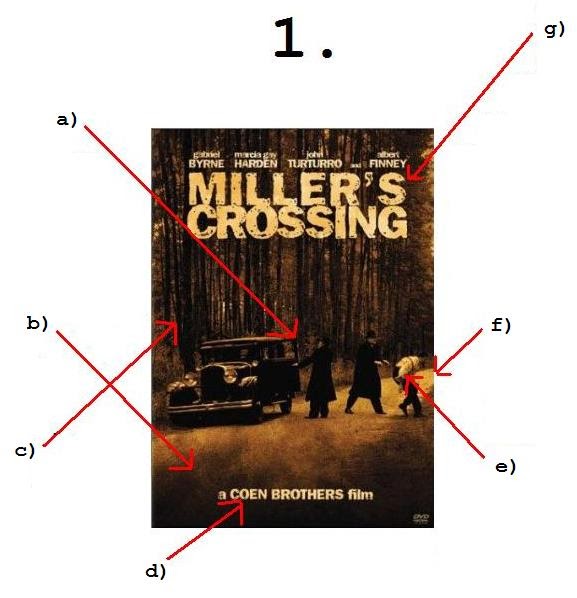 1.
g)
a)
gabriel marcia gay john albert
BYRNE HARDEN TURTURRO and FINNEY
MILLER'S
CROSSING
b)
f)
c)
e)
a COEN BROTHERS film
DVD
d)